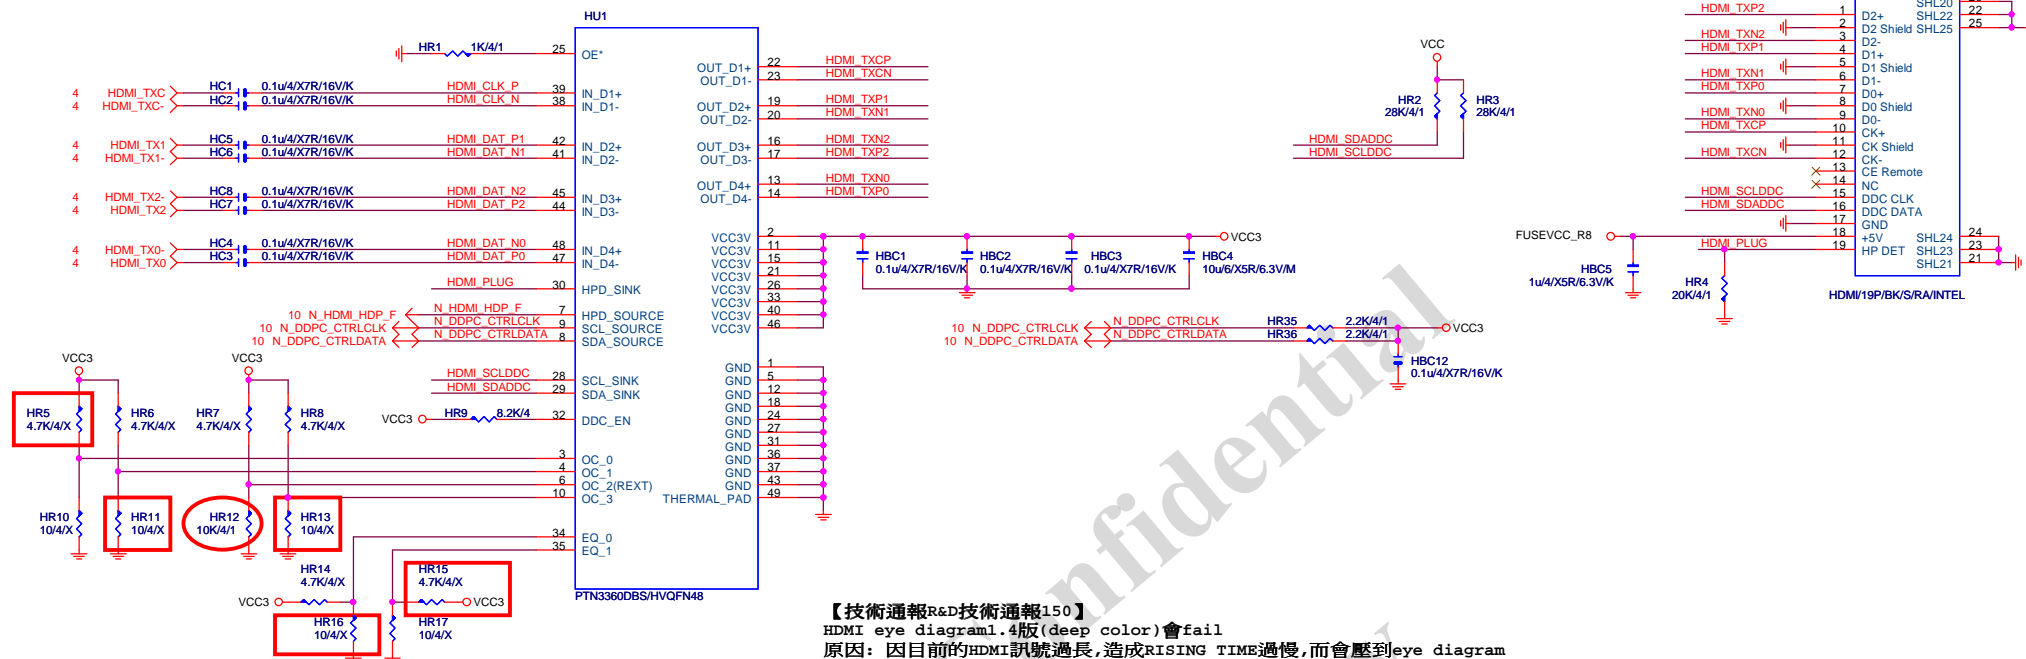 HU1
HR1 1K/4/1 25 OE*
4 HDMI_TXC HC1 0.1u/4/X7R/16V/K HDMI_CLK_P 39 IN_D1+
4 HDMI_TXC- HC2 0.1u/4/X7R/16V/K HDMI_CLK_N 38 IN_D1-
4 HDMI_TX1 HC5 0.1u/4/X7R/16V/K HDMI_DAT_P1 42 IN_D2+
4 HDMI_TX1- HC6 0.1u/4/X7R/16V/K HDMI_DAT_N1 41 IN_D2-
4 HDMI_TX2- HC8 0.1u/4/X7R/16V/K HDMI_DAT_N2 45 IN_D3+
4 HDMI_TX2 HC7 0.1u/4/X7R/16V/K HDMI_DAT_P2 44 IN_D3-
4 HDMI_TX0- HC4 0.1u/4/X7R/16V/K HDMI_DAT_N0 48 IN_D4+
4 HDMI_TX0 HC3 0.1u/4/X7R/16V/K HDMI_DAT_P0 47 IN_D4-
HDMI_PLUG 30 HPD_SINK
10 N_HDMI_HDP_F N_HDMI_HDP_F 7 HPD_SOURCE
10 N_DDPC_CTRLCLK N_DDPC_CTRLCLK 9 SCL_SOURCE
10 N_DDPC_CTRLDATA N_DDPC_CTRLDATA 8 SDA_SOURCE
HDMI_SCLDDC 28 SCL_SINK
HDMI_SDADDC 29 SDA_SINK
VCC3 HR9 8.2K/4 32 DDC_EN
3 OC_0
4 OC_1
6 OC_2(REXT)
10 OC_3
34 EQ_0
35 EQ_1
OUT_D1+ 22 HDMI_TXCP
OUT_D1- 23 HDMI_TXCN
OUT_D2+ 19 HDMI_TXP1
OUT_D2- 20 HDMI_TXN1
OUT_D3+ 16 HDMI_TXN2
OUT_D3- 17 HDMI_TXP2
OUT_D4+ 13 HDMI_TXN0
OUT_D4- 14 HDMI_TXP0
VCC3V 2
VCC3V 11
VCC3V 15
VCC3V 21
VCC3V 26
VCC3V 33
VCC3V 40
VCC3V 46
GND 1
GND 5
GND 12
GND 18
GND 24
GND 27
GND 31
GND 36
GND 37
GND 43
THERMAL_PAD 49
PTN3360DBS/HVQFN48
VCC3 VCC3
HR5 HR6 HR7 HR8
4.7K/4/X 4.7K/4/X 4.7K/4/X 4.7K/4/X
HR10 HR11 HR12 HR13
10/4/X 10/4/X 10K/4/1 10/4/X
HR14 HR15
4.7K/4/X 4.7K/4/X
VCC3 VCC3
HR16 HR17
10/4/X 10/4/X
VCC3
HBC1 HBC2 HBC3 HBC4
0.1u/4/X7R/16V/K 0.1u/4/X7R/16V/K 0.1u/4/X7R/16V/K 10u/6/X5R/6.3V/M
10 N_DDPC_CTRLCLK N_DDPC_CTRLCLK HR35 2.2K/4/1 VCC3
10 N_DDPC_CTRLDATA N_DDPC_CTRLDATA HR36 2.2K/4/1
HBC12
0.1u/4/X7R/16V/K
VCC
HR2 HR3
28K/4/1 28K/4/1
HDMI_SDADDC
HDMI_SCLDDC
SHL20
HDMI_TXP2 1 D2+ SHL22 22
2 D2 Shield SHL25 25
HDMI_TXN2 3 D2-
HDMI_TXP1 4 D1+
5 D1 Shield
HDMI_TXN1 6 D1-
HDMI_TXP0 7 D0+
8 D0 Shield
HDMI_TXN0 9 D0-
HDMI_TXCP 10 CK+
11 CK Shield
HDMI_TXCN 12 CK-
13 CE Remote
14 NC
HDMI_SCLDDC 15 DDC CLK
HDMI_SDADDC 16 DDC DATA
17 GND
FUSEVCC_R8 18 +5V SHL24 24
HDMI_PLUG 19 HP DET SHL23 23
SHL21 21
HBC5
1u/4/X5R/6.3V/K
HR4
20K/4/1
HDMI/19P/BK/S/RA/INTEL
【技術通報R&D技術通報150】
HDMI eye diagram1.4版(deep color)會fail
原因: 因目前的HDMI訊號過長,造成RISING TIME過慢,而會壓到eye diagram